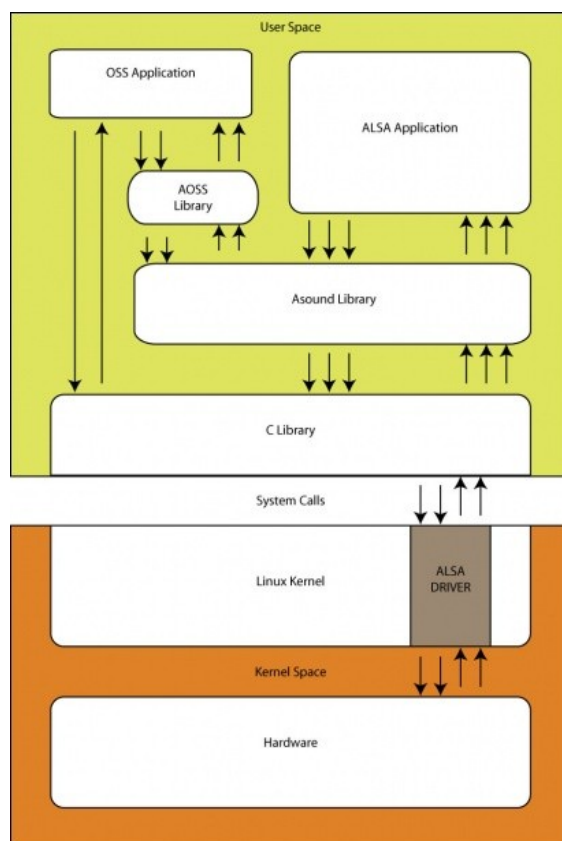 User Space
OSS Application
ALSA Application
AOSS
Library
Asound Library
C Library
System Calls
Linux Kernel
ALSA
DRIVER
Kernel Space
Hardware